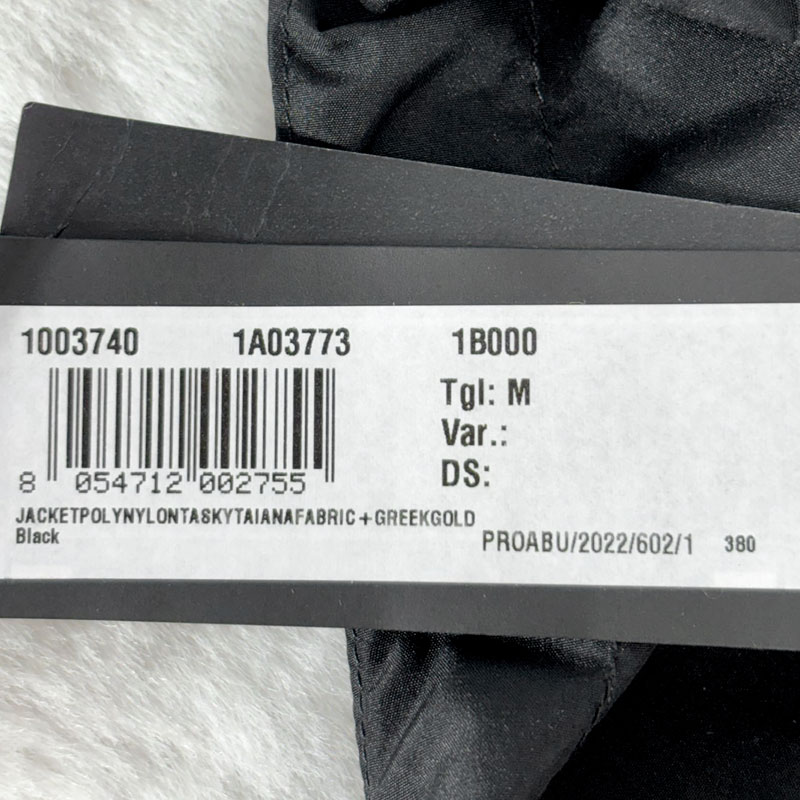 1003740 1A03773 1B000
Tgl: M
Var.:
DS:
8 054712 002755
JACKETPOLYNYLONTASKYTAIANAFABRIC+GREEKGOLD
Black
PROABU/2022/602/1 380